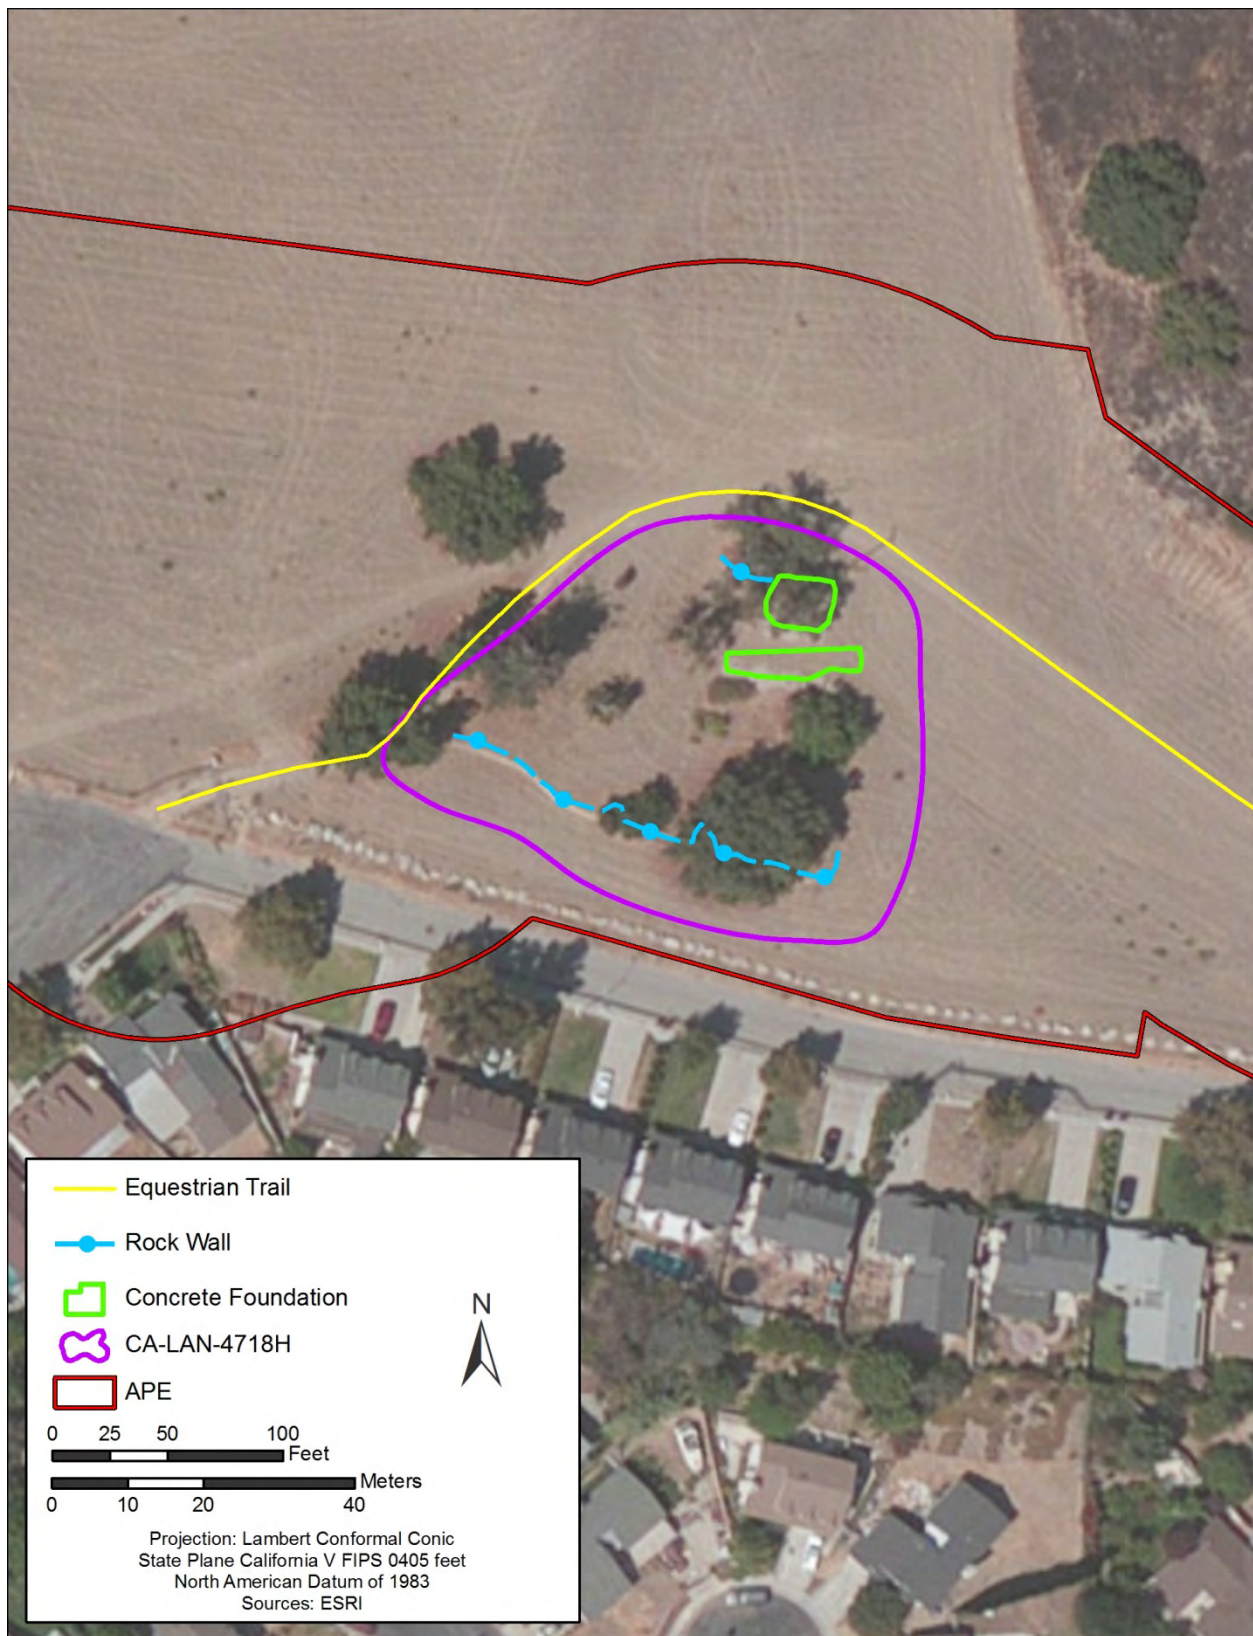 Equestrian Trail
Rock Wall
Concrete Foundation
CA-LAN-4718H
APE
N
0 25 50 100
Feet
Meters
0 10 20 40
Projection: Lambert Conformal Conic
State Plane California V FIPS 0405 feet
North American Datum of 1983
Sources: ESRI